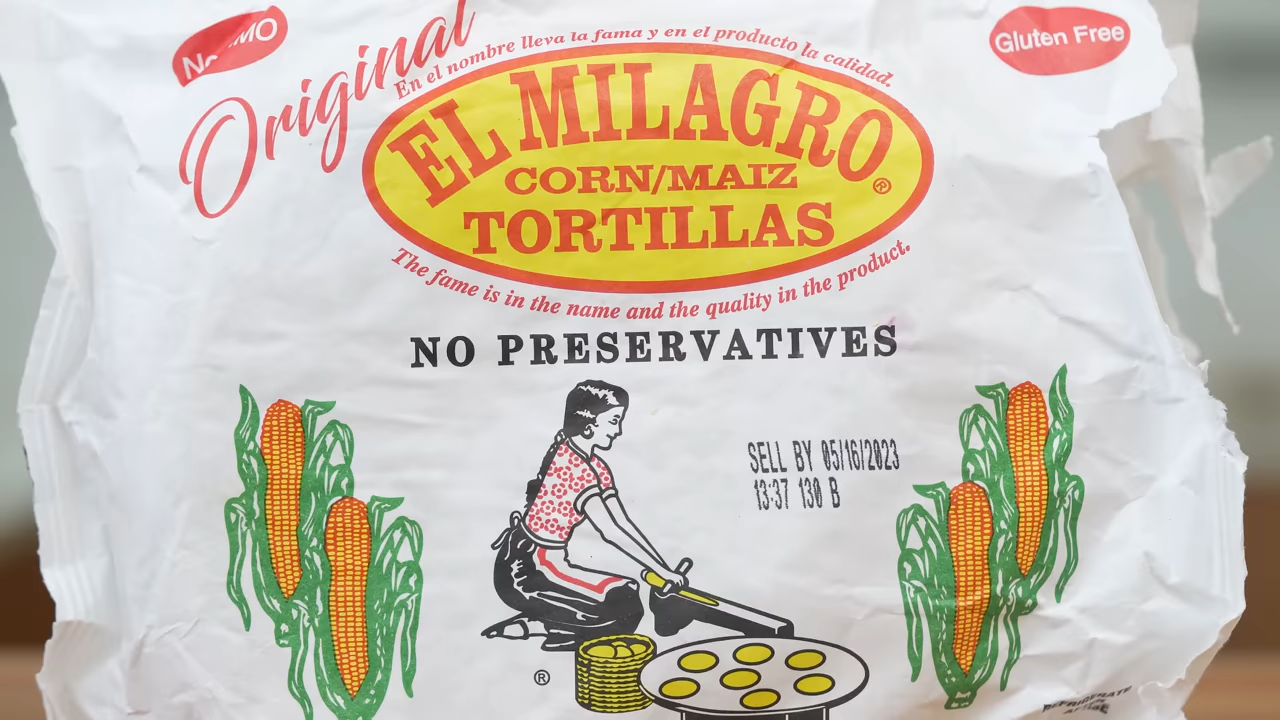 Gluten Free
Original
En el nombre lleva la fama y en el producto la calidad.
EL MILAGRO®
CORN/MAIZ
TORTILLAS
The fame is in the name and the quality in the product.
NO PRESERVATIVES
SELL BY 05/16/2023
13:37 130 B
®